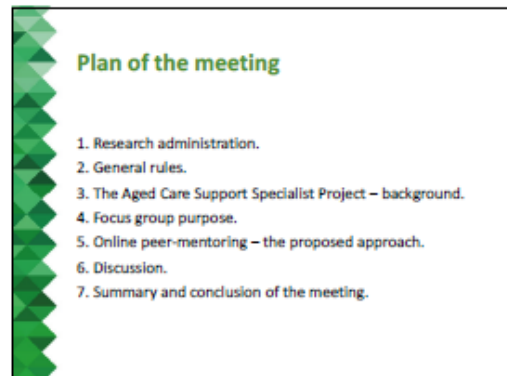 Plan of the meeting
1. Research administration.
2. General rules.
3. The Aged Care Support Specialist Project – background.
4. Focus group purpose.
5. Online peer-mentoring – the proposed approach.
6. Discussion.
7. Summary and conclusion of the meeting.